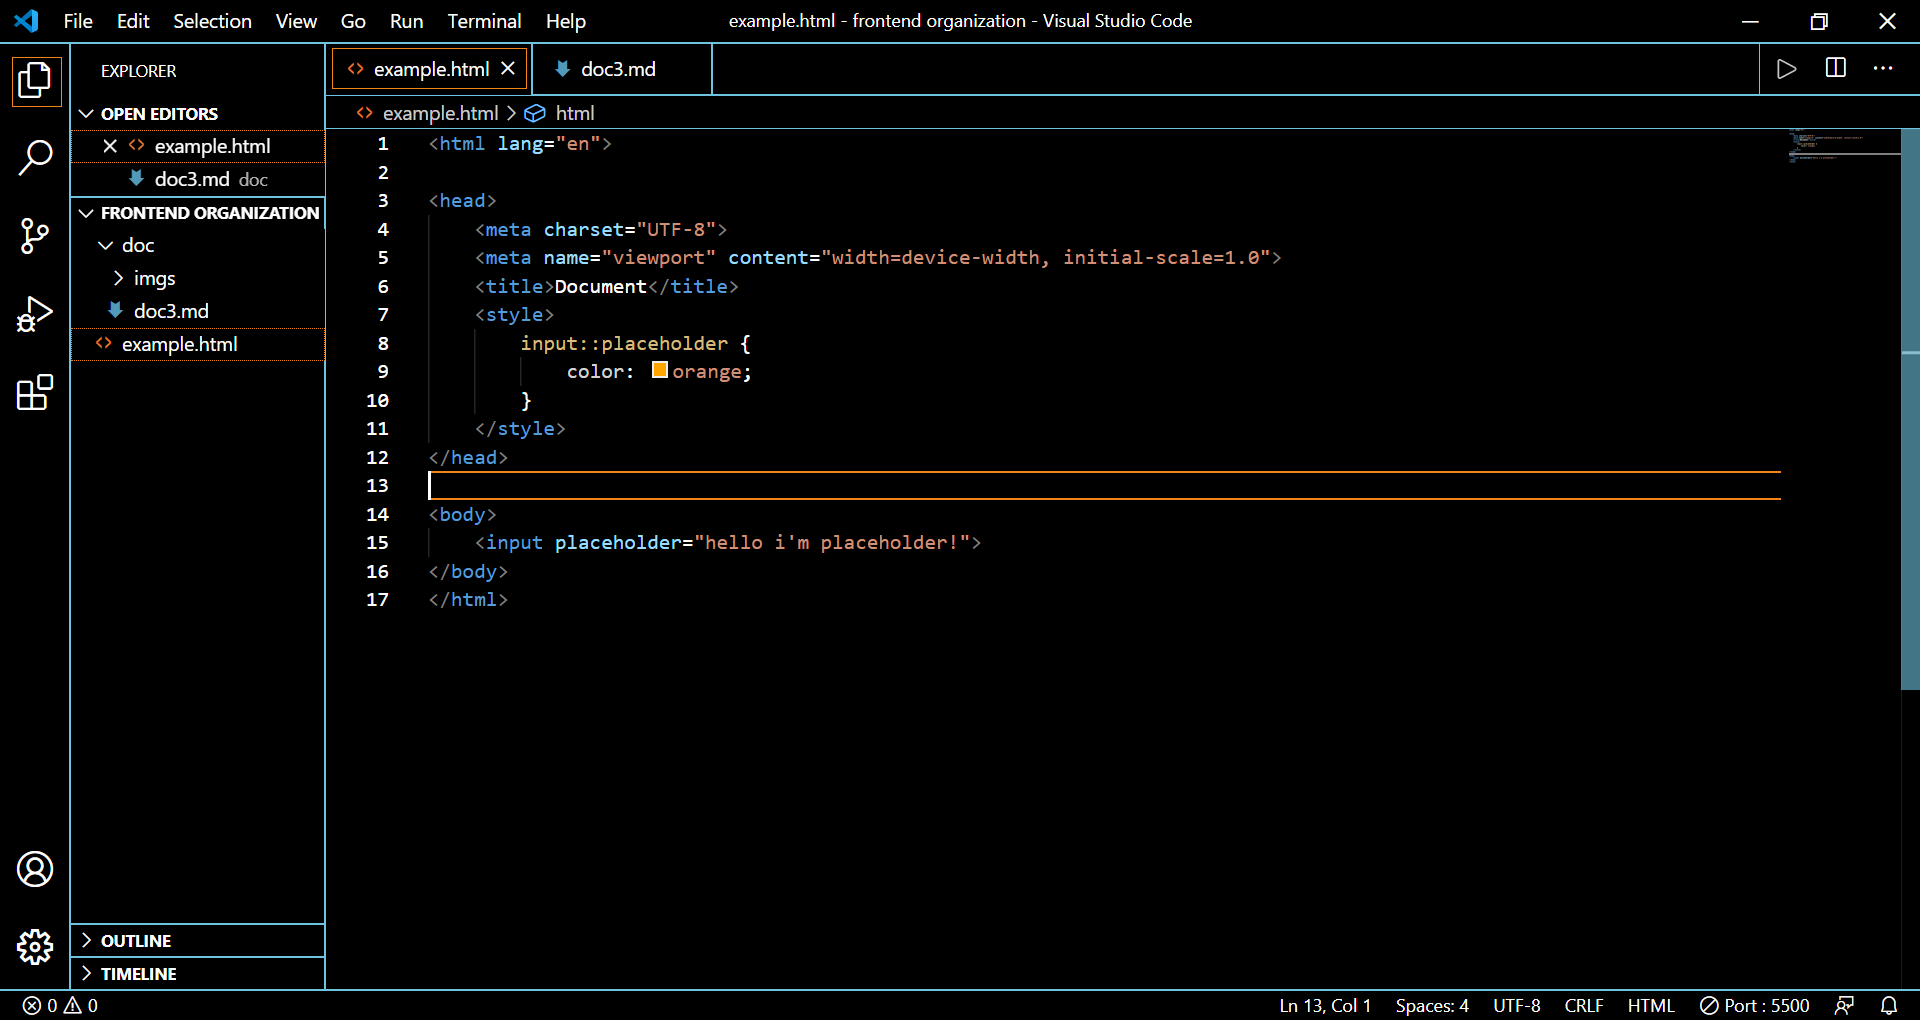 File Edit Selection View Go Run Terminal Help example.html - frontend organization - Visual Studio Code
EXPLORER
OPEN EDITORS
example.html
doc3.md doc
FRONTEND ORGANIZATION
doc
imgs
doc3.md
example.html
OUTLINE
TIMELINE
example.html doc3.md
example.html html
1 <html lang="en">
2
3 <head>
4 <meta charset="UTF-8">
5 <meta name="viewport" content="width=device-width, initial-scale=1.0">
6 <title>Document</title>
7 <style>
8 input::placeholder {
9 color: orange;
10 }
11 </style>
12 </head>
13
14 <body>
15 <input placeholder="hello i'm placeholder!">
16 </body>
17 </html>
0 0 Ln 13, Col 1 Spaces: 4 UTF-8 CRLF HTML Port : 5500